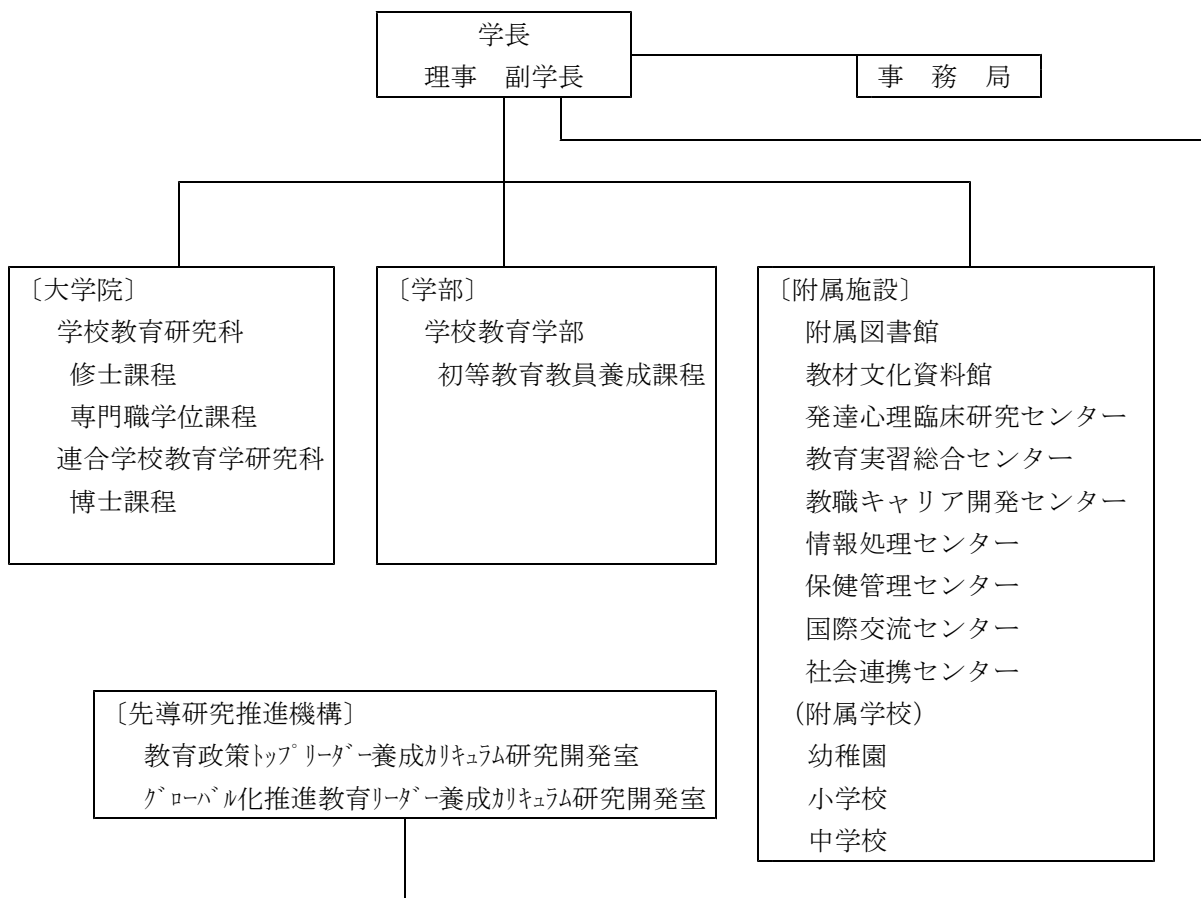 学長
理事　副学長
事　務　局
〔大学院〕
学校教育研究科
修士課程
専門職学位課程
連合学校教育学研究科
博士課程
〔学部〕
学校教育学部
初等教育教員養成課程
〔附属施設〕
附属図書館
教材文化資料館
発達心理臨床研究センター
教育実習総合センター
教職キャリア開発センター
情報処理センター
保健管理センター
国際交流センター
社会連携センター
(附属学校)
幼稚園
小学校
中学校
〔先導研究推進機構〕
教育政策ﾄｯﾌﾟﾘｰﾀﾞｰ養成ｶﾘｷｭﾗﾑ研究開発室
ｸﾞﾛｰﾊﾞﾙ化推進教育ﾘｰﾀﾞｰ養成ｶﾘｷｭﾗﾑ研究開発室